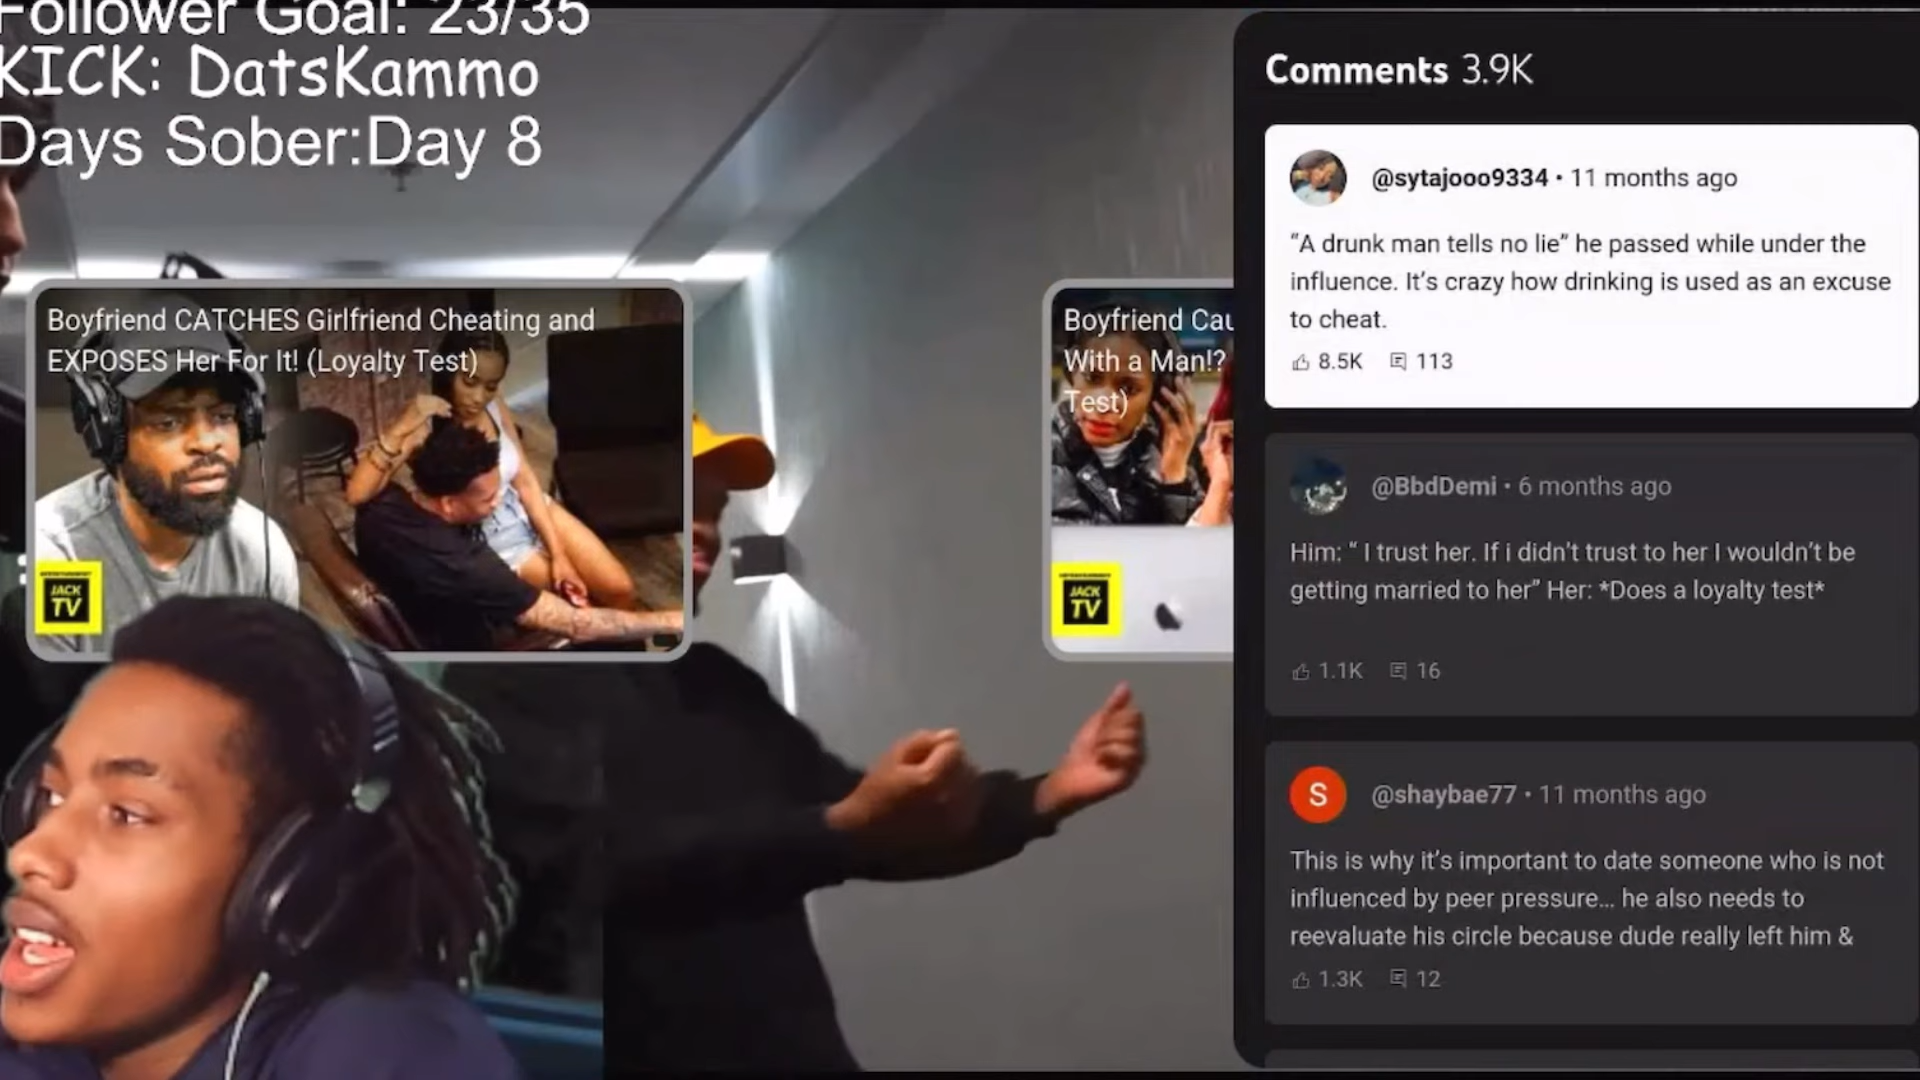 Follower Goal: 23/35
KICK: DatsKammo
Days Sober:Day 8
Boyfriend CATCHES Girlfriend Cheating and
EXPOSES Her For It! (Loyalty Test)
JACK
TV
Boyfriend Cau
With a Man!?
Test)
JACK
TV
Comments 3.9K
@sytajooo9334 • 11 months ago
“A drunk man tells no lie” he passed while under the
influence. It’s crazy how drinking is used as an excuse
to cheat.
8.5K 113
@BbdDemi • 6 months ago
Him: “ I trust her. If i didn’t trust to her I wouldn’t be
getting married to her” Her: *Does a loyalty test*
1.1K 16
S
@shaybae77 • 11 months ago
This is why it’s important to date someone who is not
influenced by peer pressure... he also needs to
reevaluate his circle because dude really left him &
1.3K 12